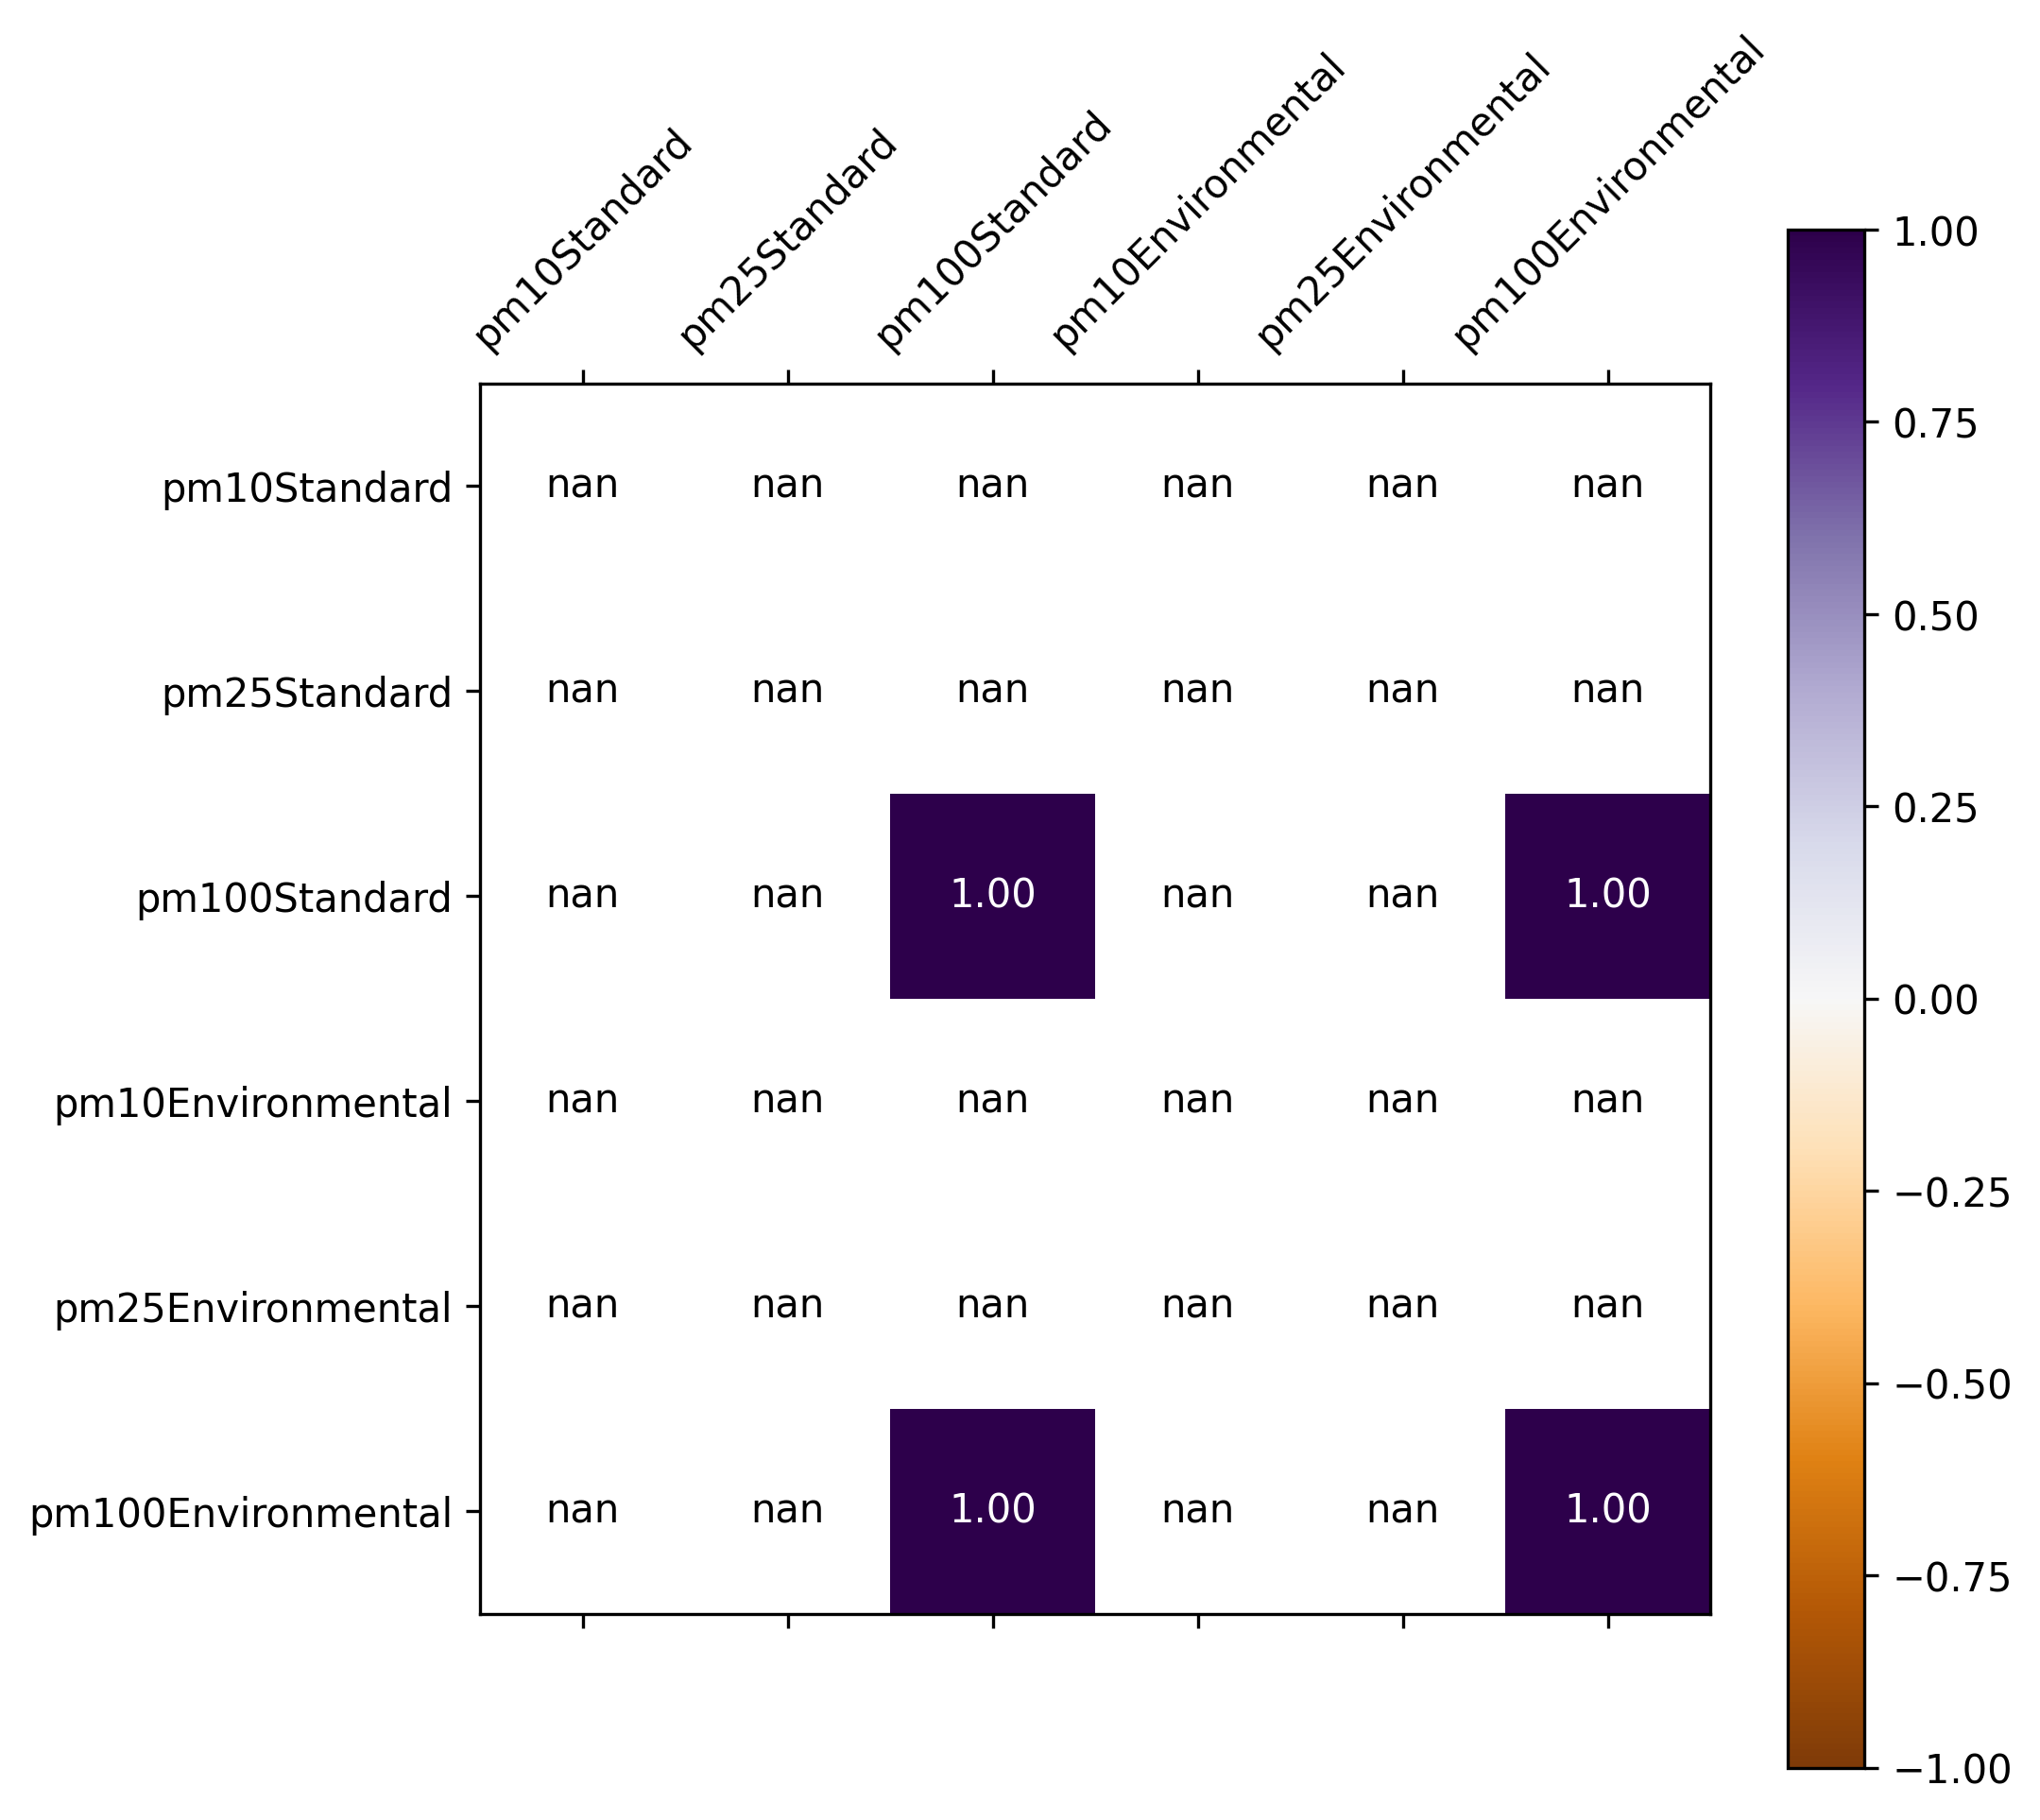 pm10Standard
pm25Standard
pm100Standard
pm10Environmental
pm25Environmental
pm100Environmental
pm10Standard nan nan nan nan nan nan
pm25Standard nan nan nan nan nan nan
pm100Standard nan nan 1.00 nan nan 1.00
pm10Environmental nan nan nan nan nan nan
pm25Environmental nan nan nan nan nan nan
pm100Environmental nan nan 1.00 nan nan 1.00
1.00
0.75
0.50
0.25
0.00
−0.25
−0.50
−0.75
−1.00